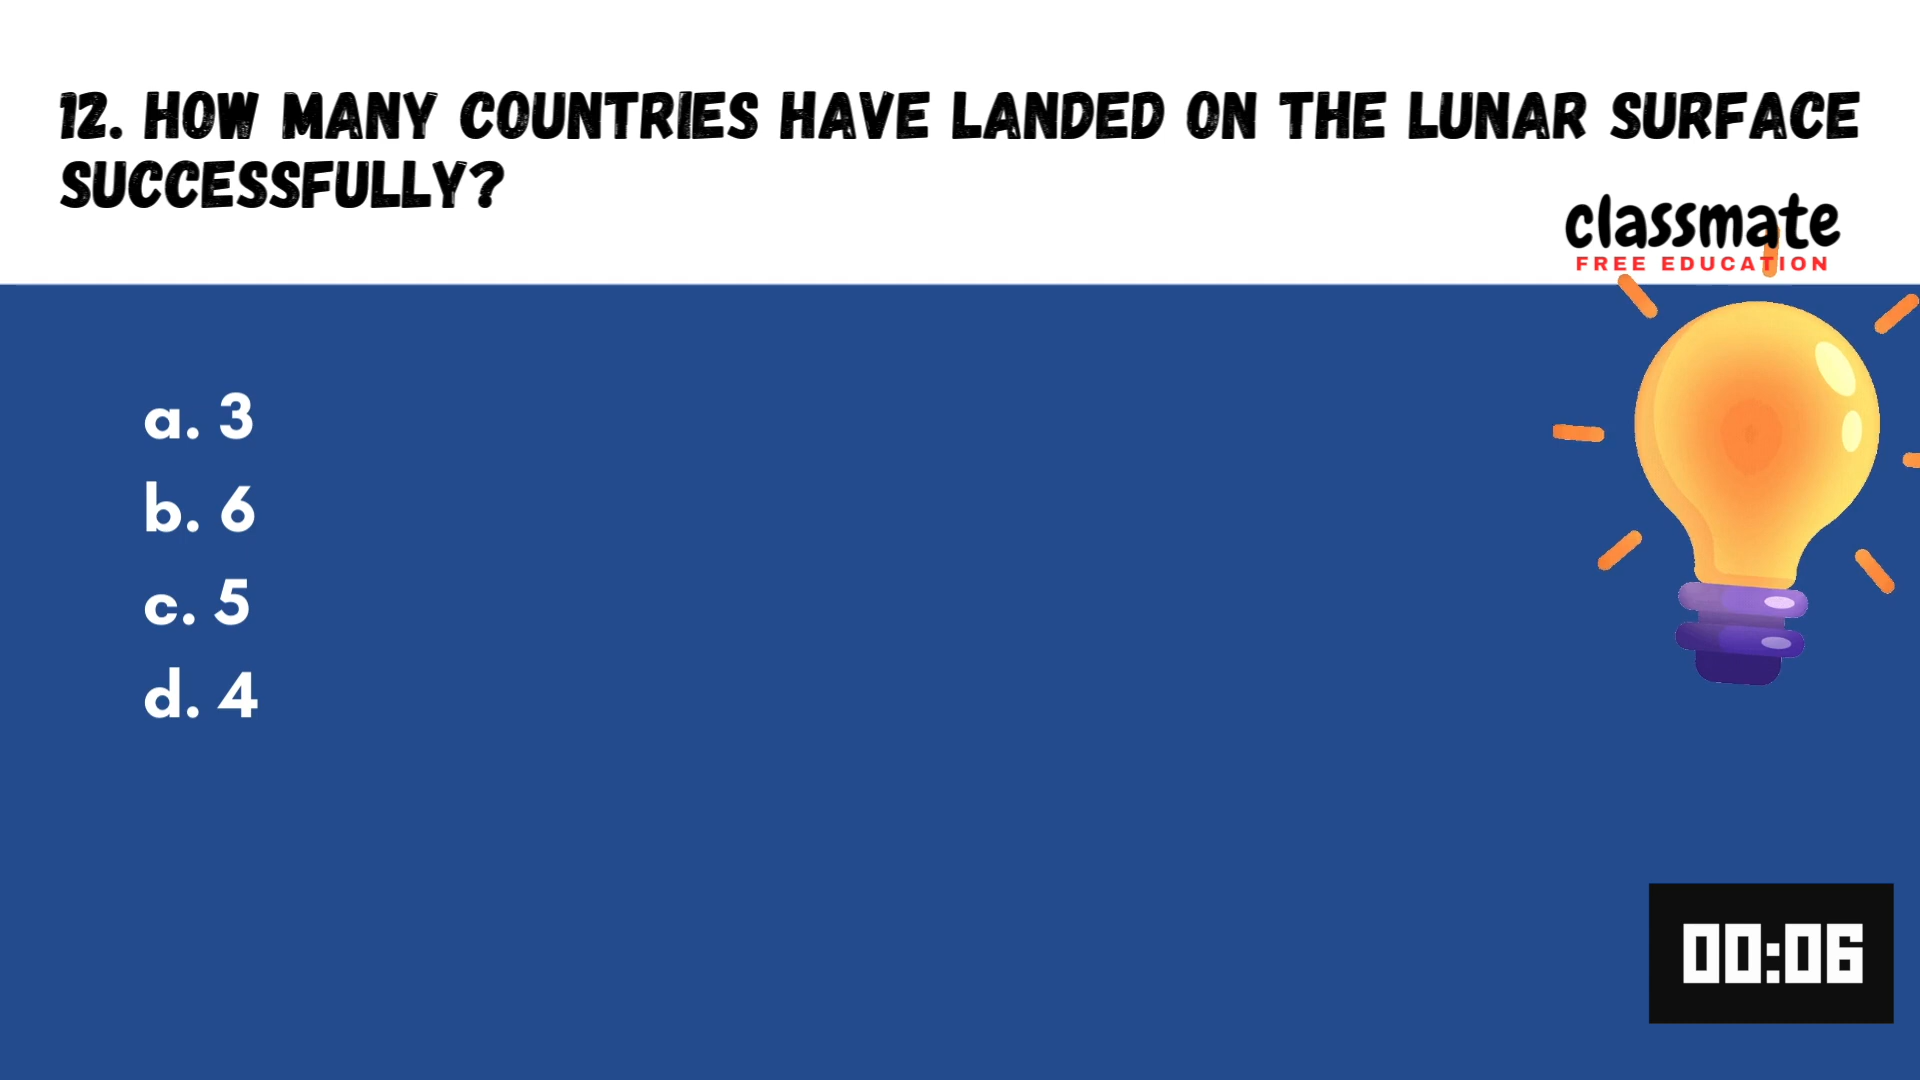 12. HOW MANY COUNTRIES HAVE LANDED ON THE LUNAR SURFACE
SUCCESSFULLY?
classmate
FREE EDUCATION
a. 3
b. 6
c. 5
d. 4
00:06